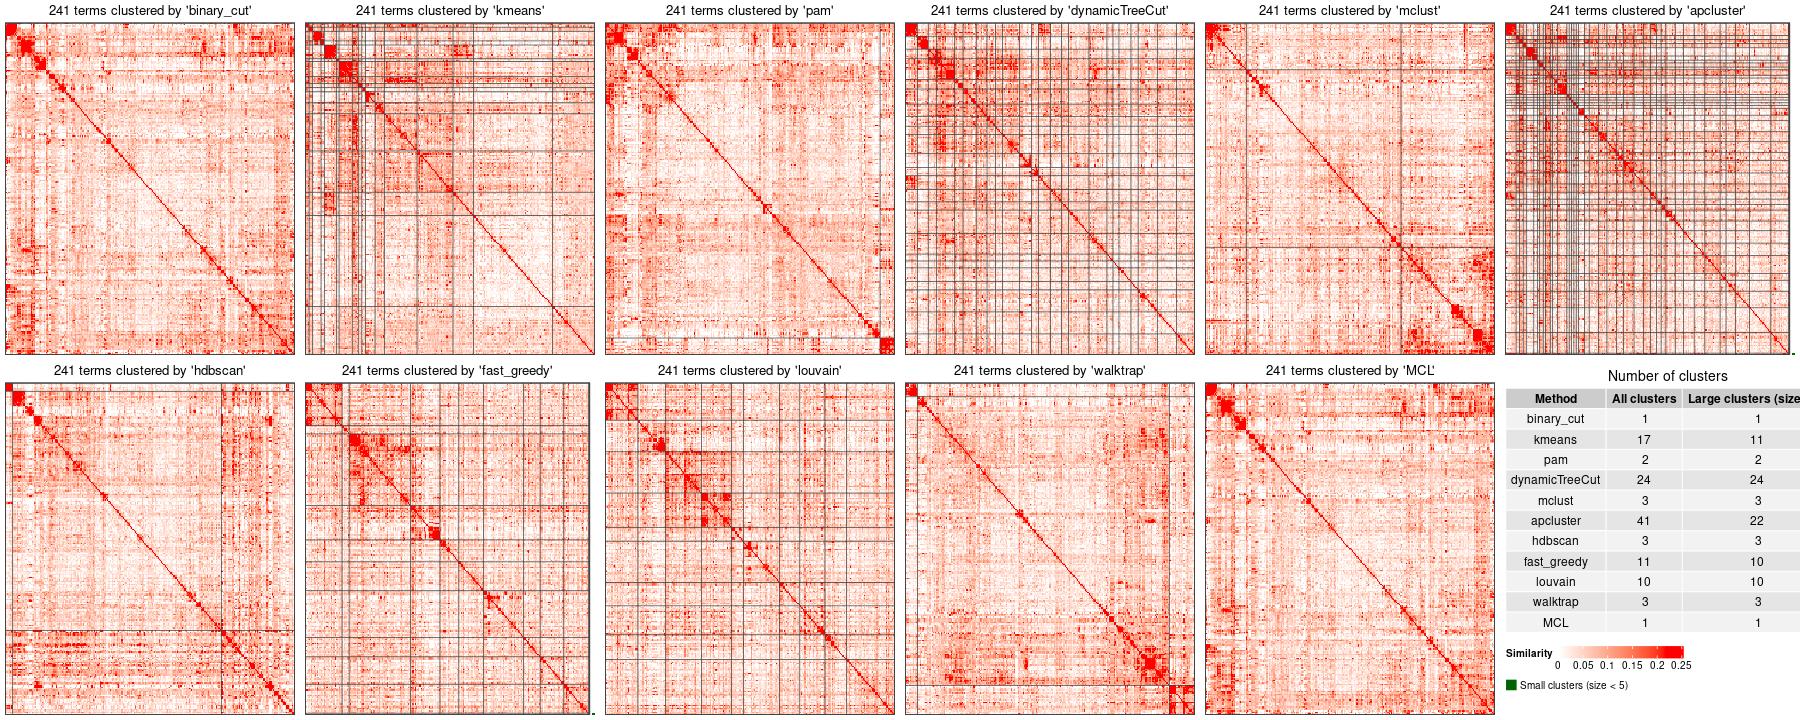 241 terms clustered by 'binary_cut'
241 terms clustered by 'kmeans'
241 terms clustered by 'pam'
241 terms clustered by 'dynamicTreeCut'
241 terms clustered by 'mclust'
241 terms clustered by 'apcluster'
241 terms clustered by 'hdbscan'
241 terms clustered by 'fast_greedy'
241 terms clustered by 'louvain'
241 terms clustered by 'walktrap'
241 terms clustered by 'MCL'
Number of clusters
Method All clusters Large clusters (size
binary_cut 1 1
kmeans 17 11
pam 2 2
dynamicTreeCut 24 24
mclust 3 3
apcluster 41 22
hdbscan 3 3
fast_greedy 11 10
louvain 10 10
walktrap 3 3
MCL 1 1
Similarity
0 0.05 0.1 0.15 0.2 0.25
Small clusters (size < 5)